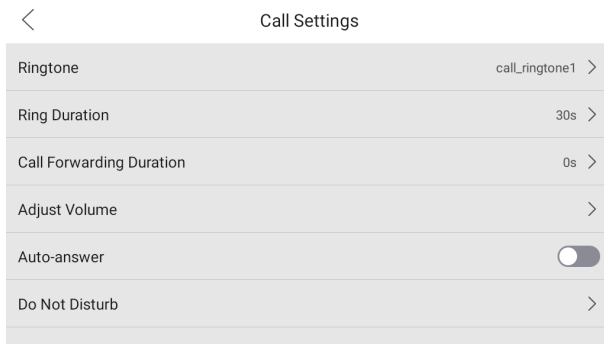 Call Settings
Ringtone call_ringtone1
Ring Duration 30s
Call Forwarding Duration 0s
Adjust Volume
Auto-answer
Do Not Disturb